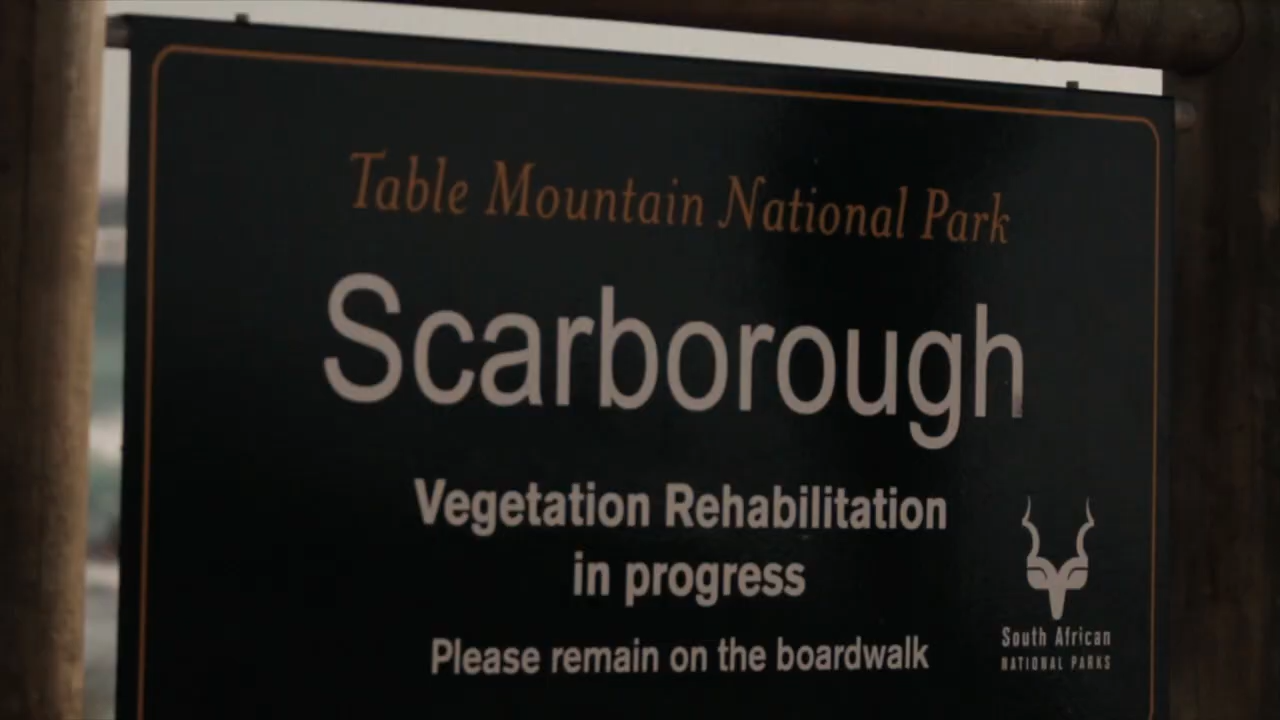 Table Mountain National Park
Scarborough
Vegetation Rehabilitation
in progress
Please remain on the boardwalk
South African
NATIONAL PARKS